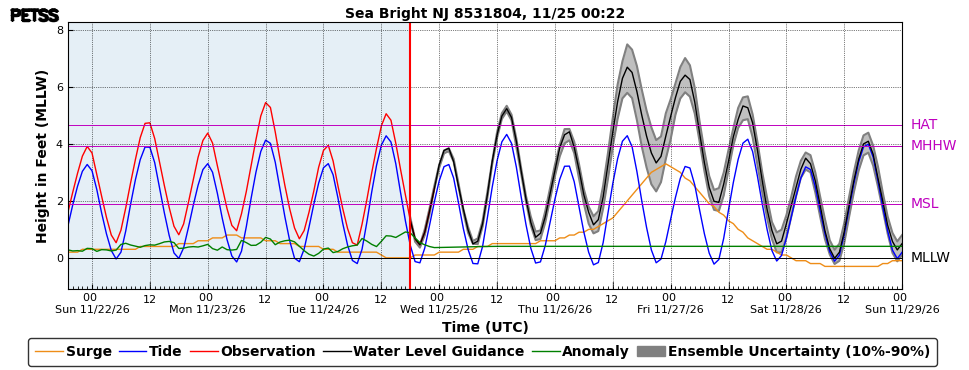 PETSS
Sea Bright NJ 8531804, 11/25 00:22
Height in Feet (MLLW)
8
6
4
2
0
HAT
MHHW
MSL
MLLW
00 12 00 12 00 12 00 12 00 12 00 12 00 12 00
Sun 11/22/26 Mon 11/23/26 Tue 11/24/26 Wed 11/25/26 Thu 11/26/26 Fri 11/27/26 Sat 11/28/26 Sun 11/29/26
Time (UTC)
Surge Tide Observation Water Level Guidance Anomaly Ensemble Uncertainty (10%-90%)